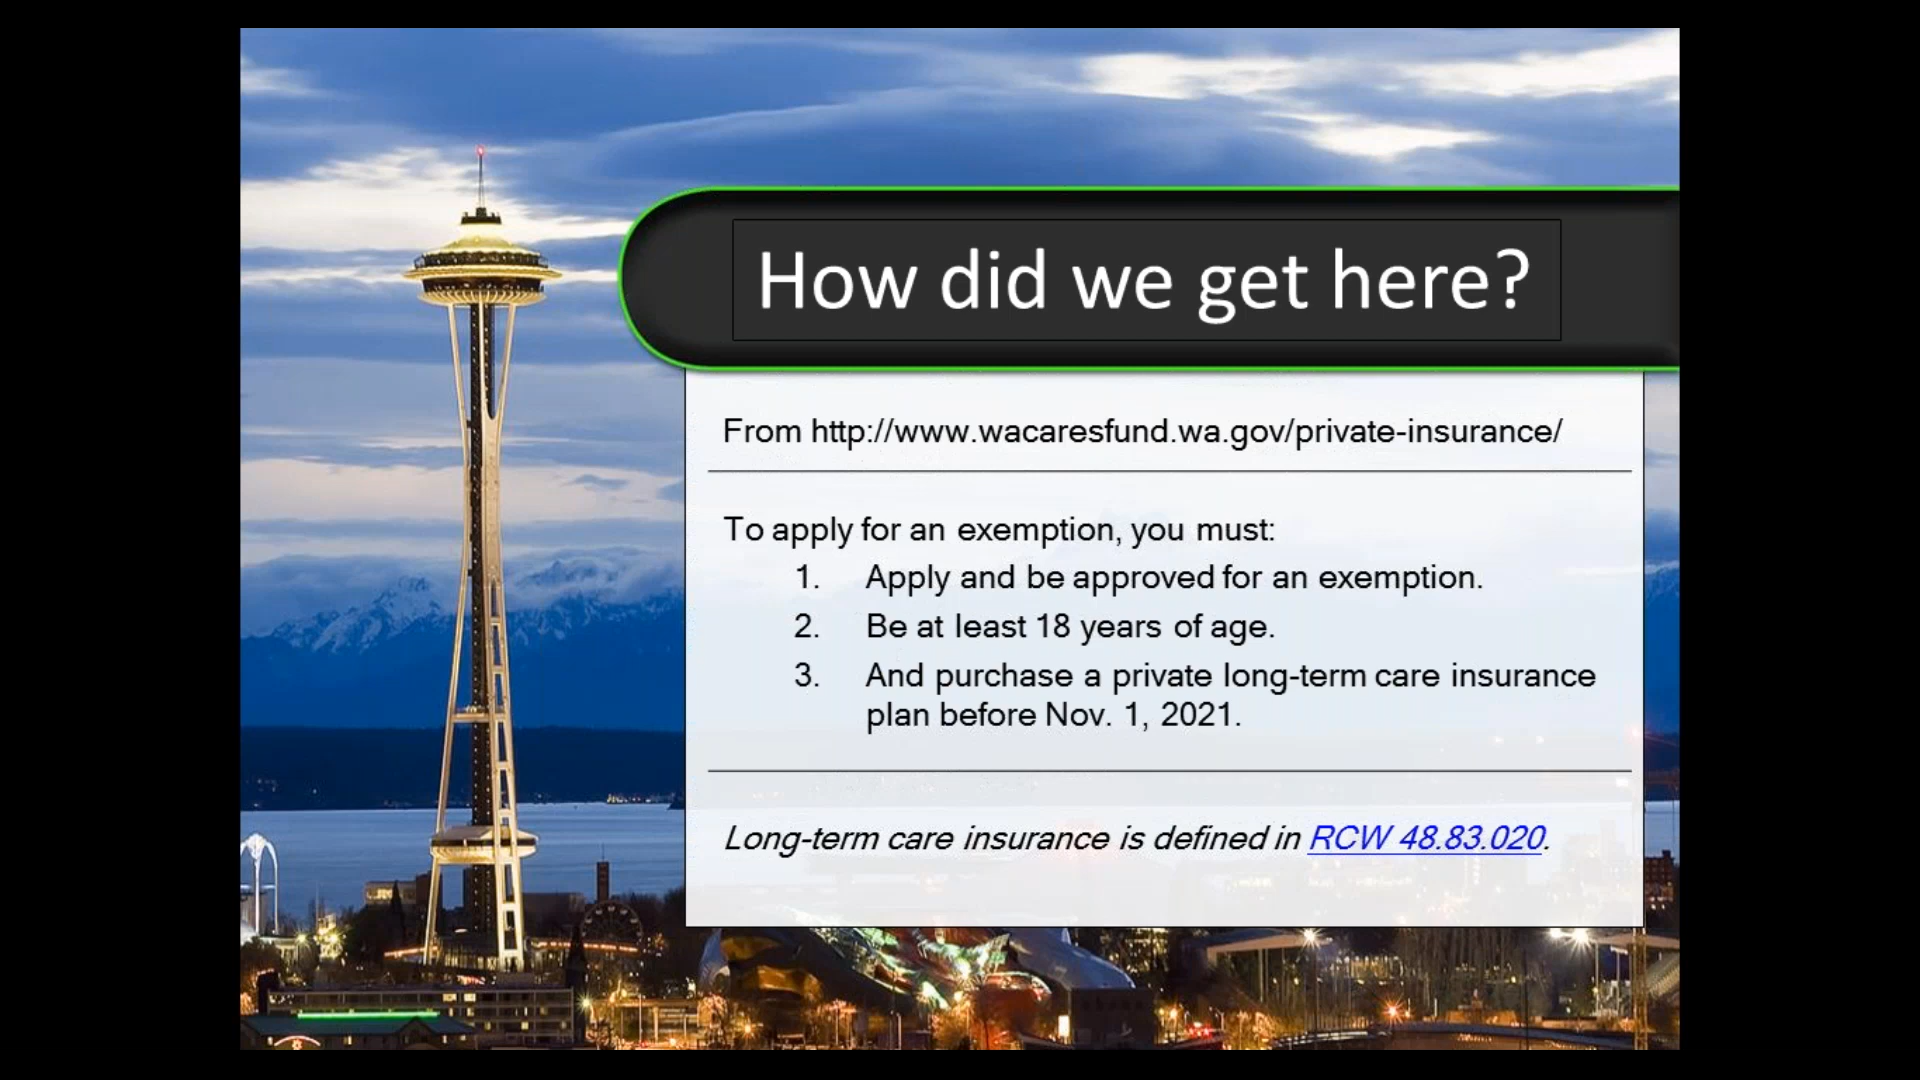 How did we get here?
From http://www.wacaresfund.wa.gov/private-insurance/
To apply for an exemption, you must:
1. Apply and be approved for an exemption.
2. Be at least 18 years of age.
3. And purchase a private long-term care insurance
plan before Nov. 1, 2021.
Long-term care insurance is defined in RCW 48.83.020.